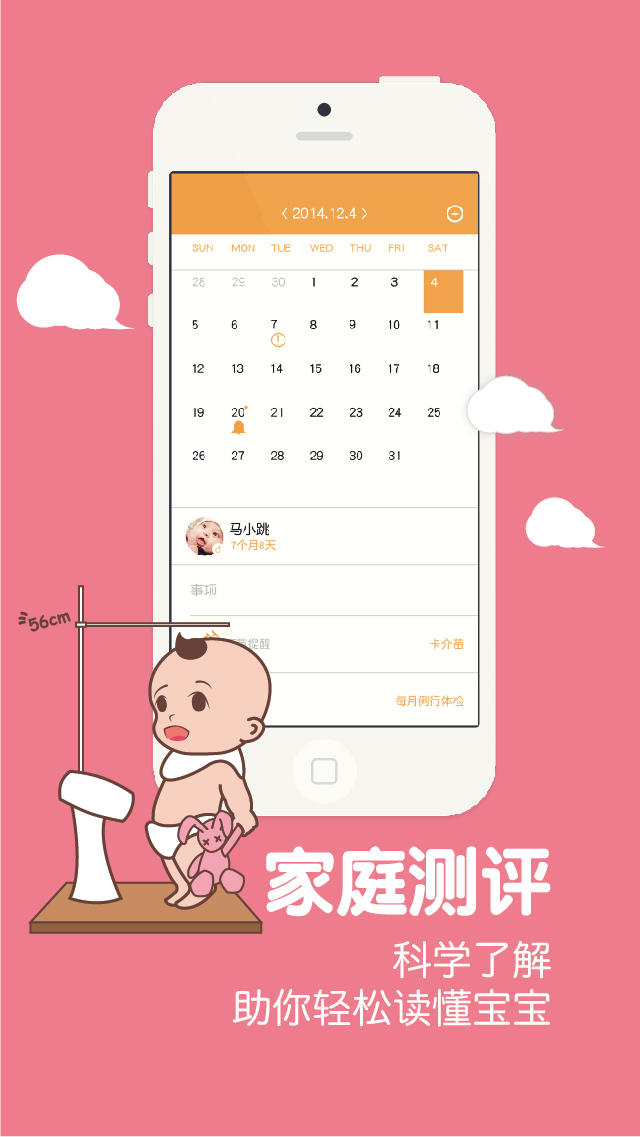 〈 2014.12.4 〉
SUN MON TUE WED THU FRI SAT
28 29 30 1 2 3 4
5 6 7 8 9 10 11
12 13 14 15 16 17 18
19 20 21 22 23 24 25
26 27 28 29 30 31
马小跳
7个月8天
事项
56cm
苗提醒 卡介苗
每月例行体检
家庭测评
科学了解
助你轻松读懂宝宝